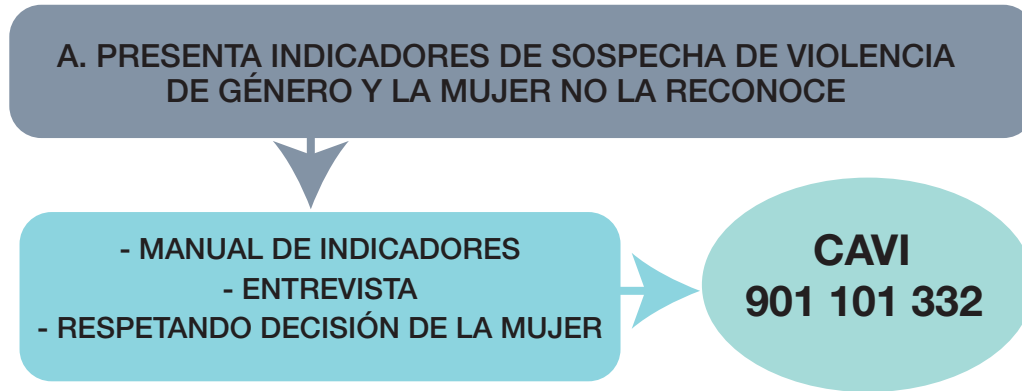 A. PRESENTA INDICADORES DE SOSPECHA DE VIOLENCIA
DE GÉNERO Y LA MUJER NO LA RECONOCE
- MANUAL DE INDICADORES
- ENTREVISTA
- RESPETANDO DECISIÓN DE LA MUJER
CAVI
901 101 332